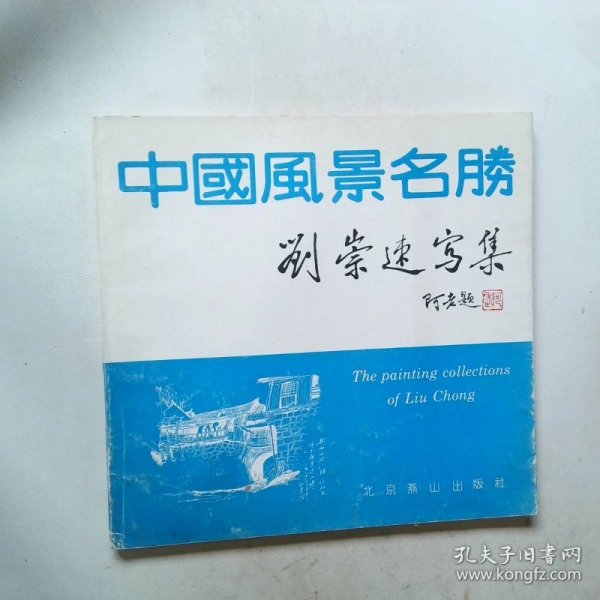 中國風景名勝
劉崇速写集
阿老題
The painting collections
of Liu Chong
北京燕山出版社
孔夫子旧书网
www.kongfz.com